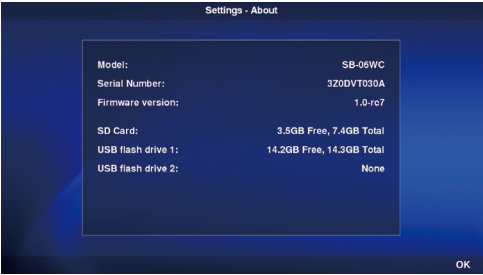 Settings - About
Model: SB-06WC
Serial Number: 3Z0DVT030A
Firmware version: 1.0-rc7
SD Card: 3.5GB Free, 7.4GB Total
USB flash drive 1: 14.2GB Free, 14.3GB Total
USB flash drive 2: None
OK